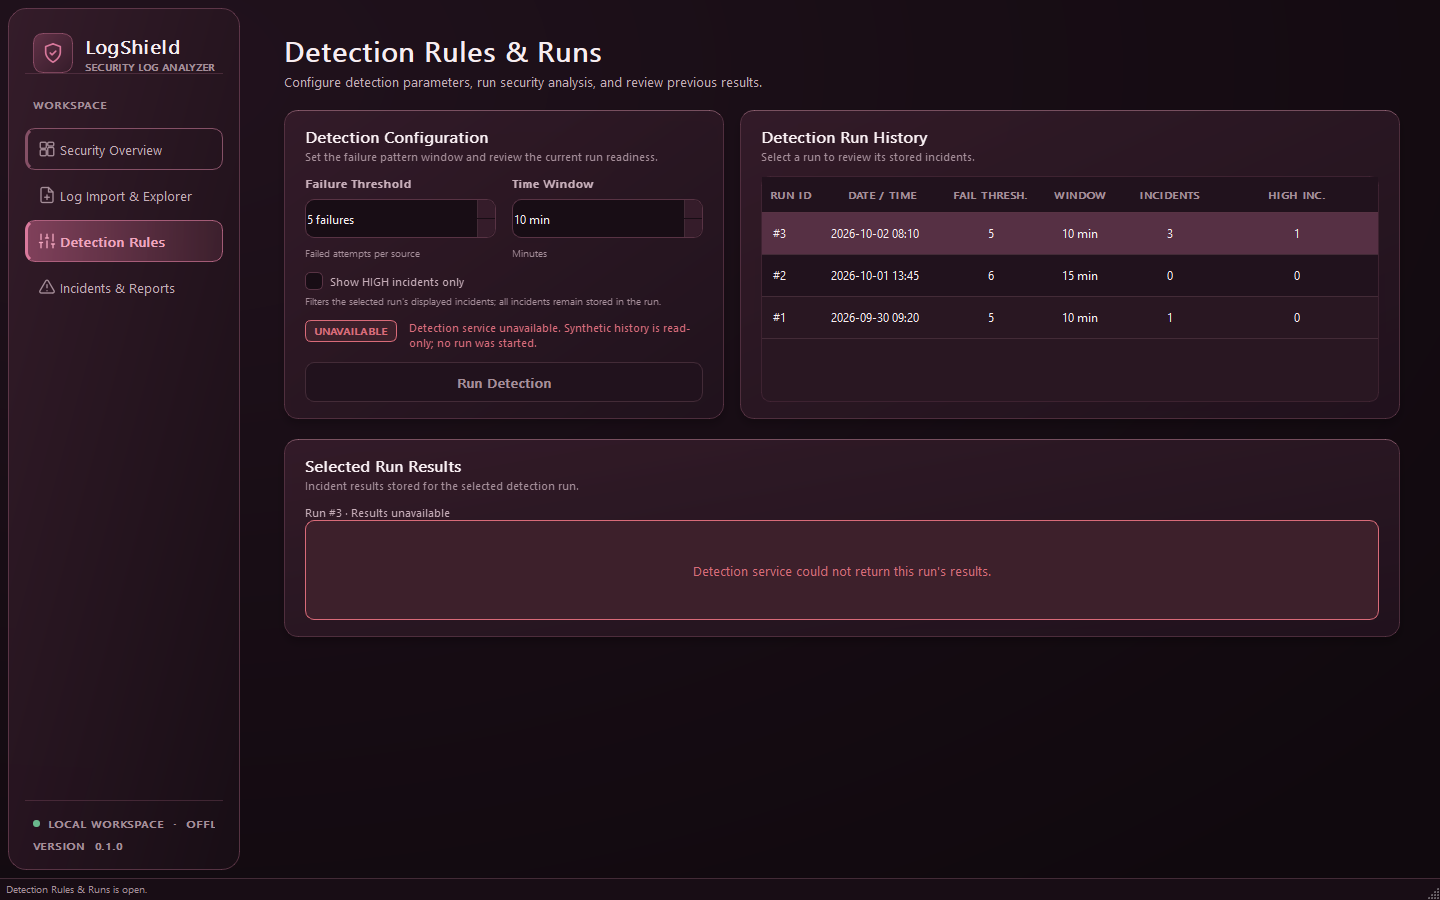 LogShield
SECURITY LOG ANALYZER
WORKSPACE
Security Overview
Log Import & Explorer
Detection Rules
Incidents & Reports
LOCAL WORKSPACE · OFFL
VERSION 0.1.0
Detection Rules & Runs
Configure detection parameters, run security analysis, and review previous results.
Detection Configuration
Set the failure pattern window and review the current run readiness.
Failure Threshold Time Window
5 failures 10 min
Failed attempts per source Minutes
Show HIGH incidents only
Filters the selected run's displayed incidents; all incidents remain stored in the run.
UNAVAILABLE Detection service unavailable. Synthetic history is read-
only; no run was started.
Run Detection
Detection Run History
Select a run to review its stored incidents.
RUN ID DATE / TIME FAIL THRESH. WINDOW INCIDENTS HIGH INC.
#3 2026-10-02 08:10 5 10 min 3 1
#2 2026-10-01 13:45 6 15 min 0 0
#1 2026-09-30 09:20 5 10 min 1 0
Selected Run Results
Incident results stored for the selected detection run.
Run #3 · Results unavailable
Detection service could not return this run's results.
Detection Rules & Runs is open.